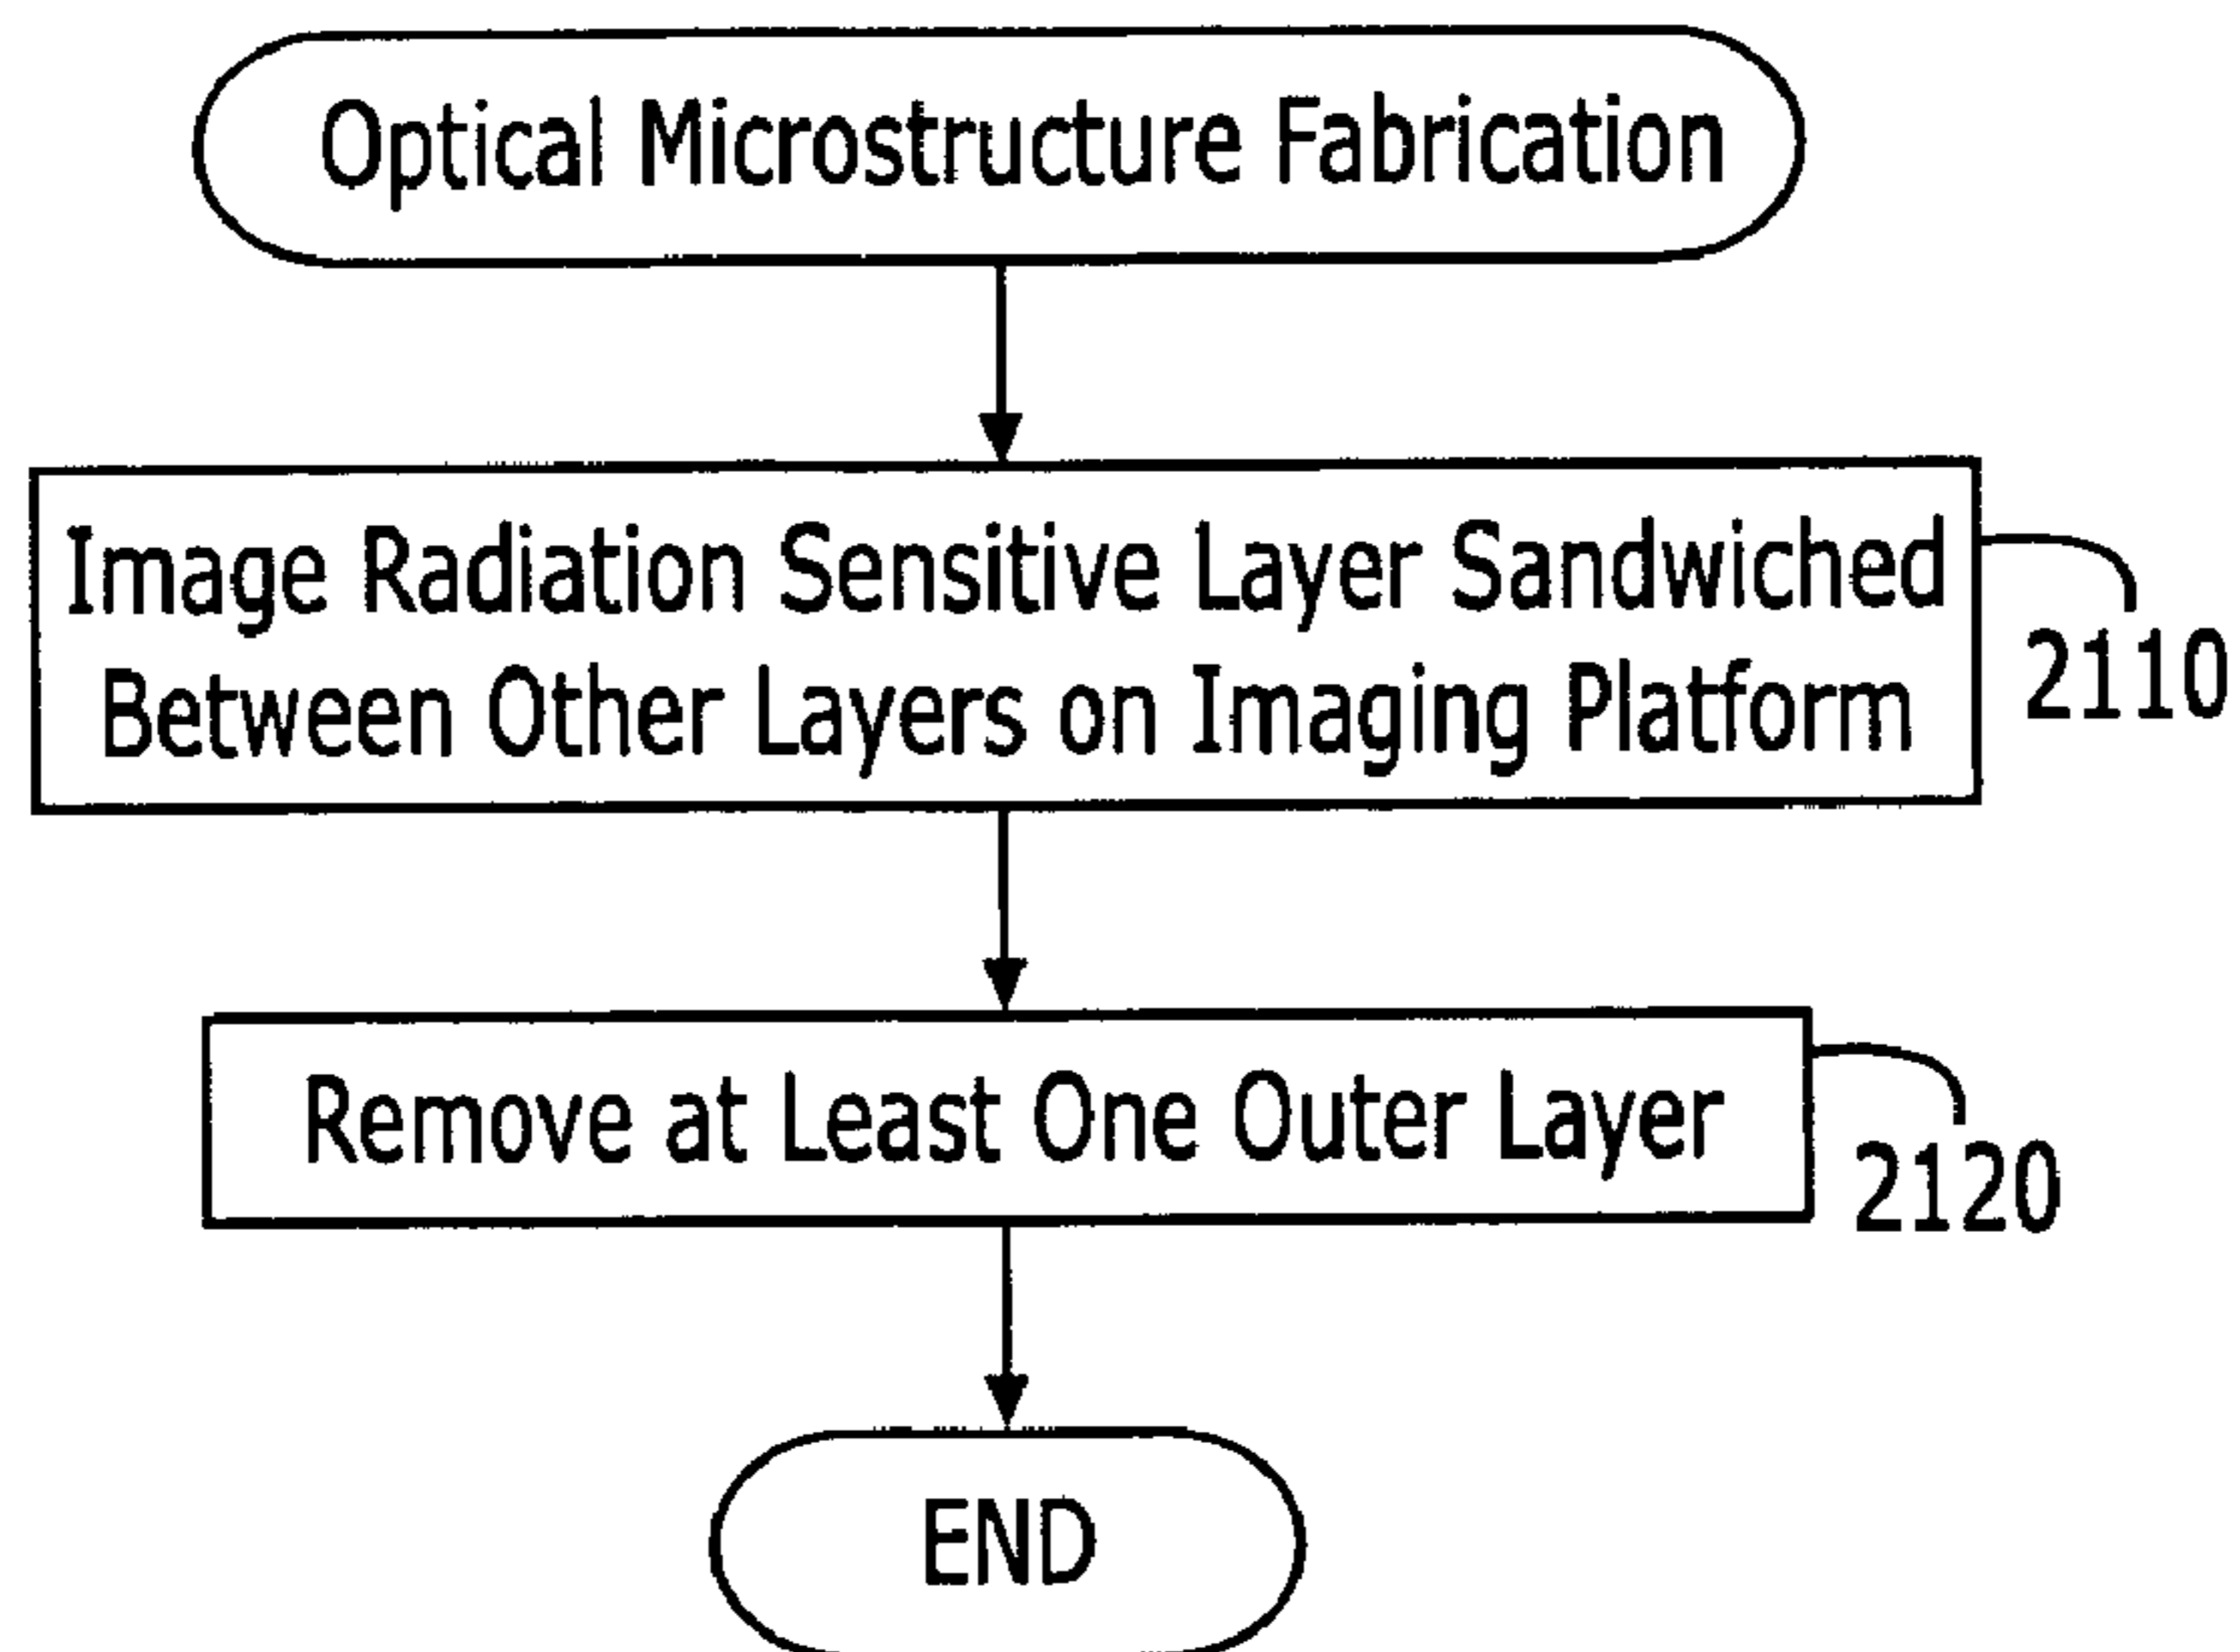 Optical Microstructure Fabrication
Image Radiation Sensitive Layer Sandwiched
Between Other Layers on Imaging Platform
2110
Remove at Least One Outer Layer
2120
END